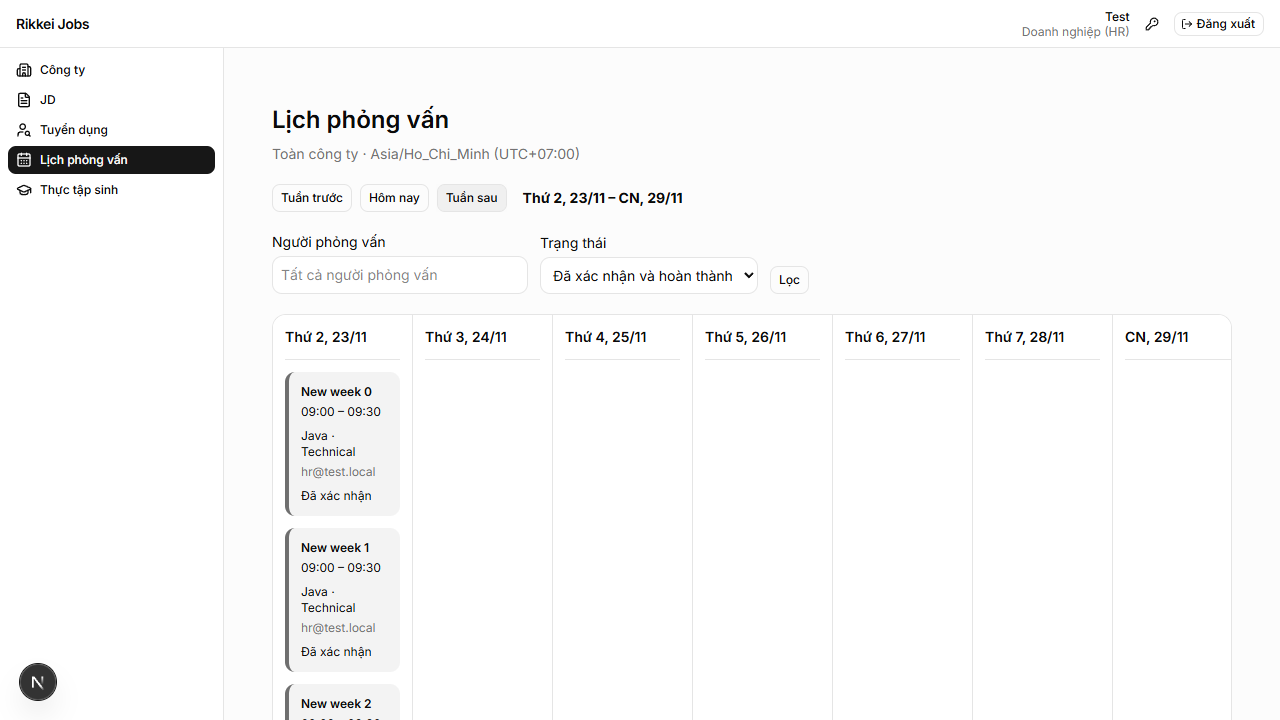 Rikkei Jobs
Test
Doanh nghiệp (HR)
Đăng xuất
Công ty
JD
Tuyển dụng
Lịch phỏng vấn
Thực tập sinh
Lịch phỏng vấn
Toàn công ty · Asia/Ho_Chi_Minh (UTC+07:00)
Tuần trước
Hôm nay
Tuần sau
Thứ 2, 23/11 – CN, 29/11
Người phỏng vấn
Trạng thái
Tất cả người phỏng vấn
Đã xác nhận và hoàn thành
Lọc
Thứ 2, 23/11
Thứ 3, 24/11
Thứ 4, 25/11
Thứ 5, 26/11
Thứ 6, 27/11
Thứ 7, 28/11
CN, 29/11
New week 0
09:00 – 09:30
Java ·
Technical
hr@test.local
Đã xác nhận
New week 1
09:00 – 09:30
Java ·
Technical
hr@test.local
Đã xác nhận
New week 2
N